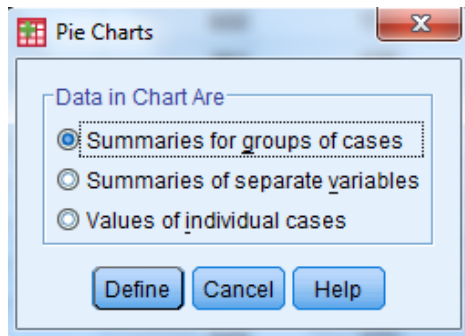 Pie Charts
Data in Chart Are
Summaries for groups of cases
Summaries of separate variables
Values of individual cases
Define Cancel Help